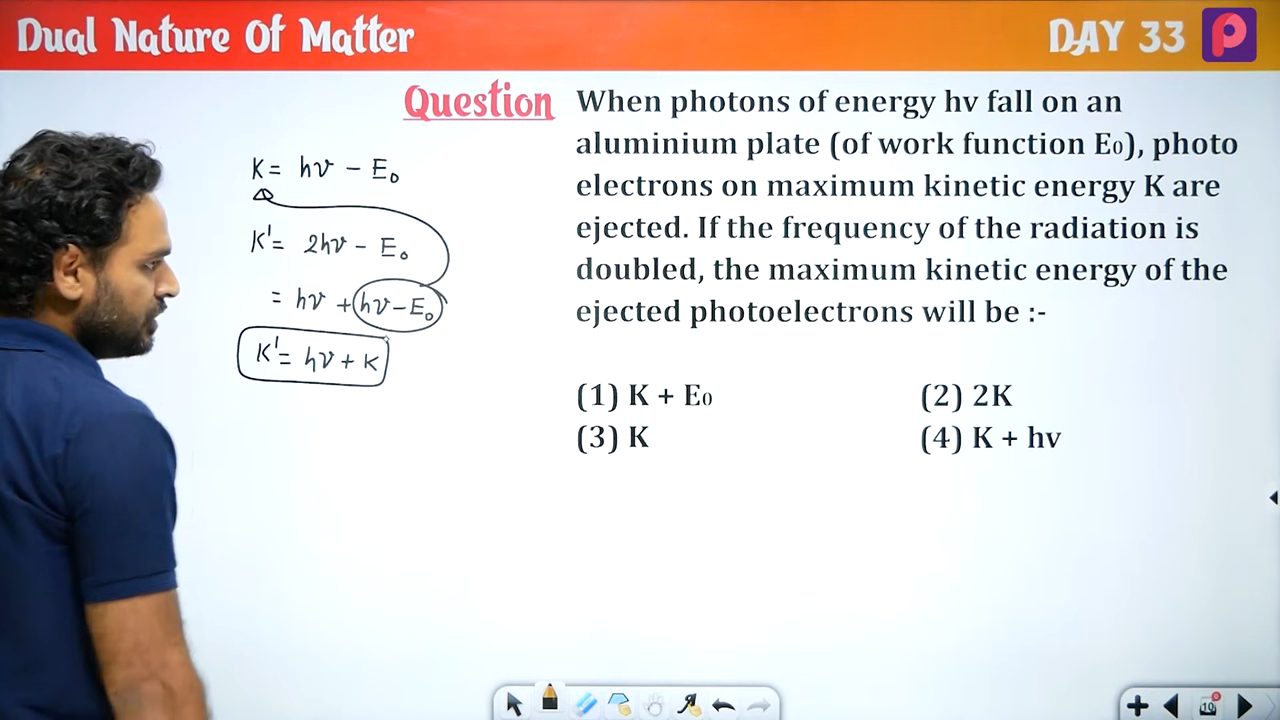 Dual Nature Of Matter
DAY 33
Question
When photons of energy hv fall on an
aluminium plate (of work function E₀), photo
electrons on maximum kinetic energy K are
ejected. If the frequency of the radiation is
doubled, the maximum kinetic energy of the
ejected photoelectrons will be :-
(1) K + E₀
(2) 2K
(3) K
(4) K + hv
K = hν − E₀
K' = 2hν − E₀
= hν + hν − E₀
K' = hν + K
10